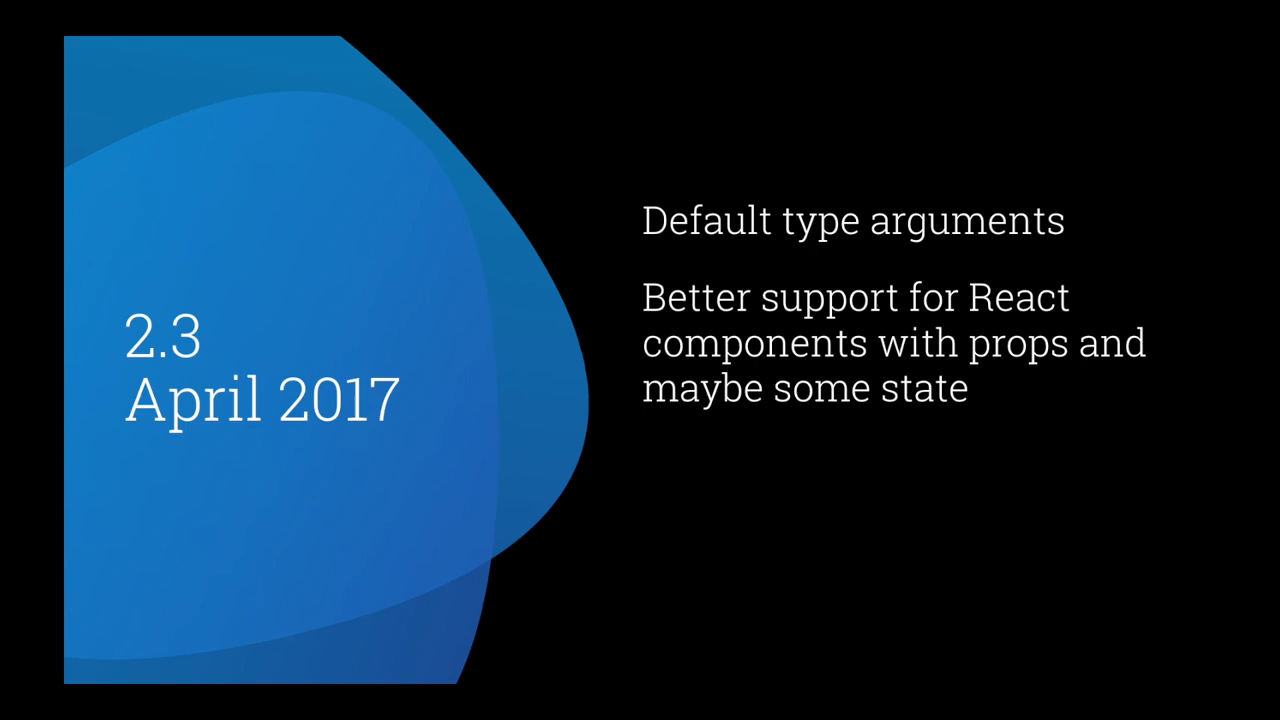 2.3
April 2017
Default type arguments
Better support for React
components with props and
maybe some state